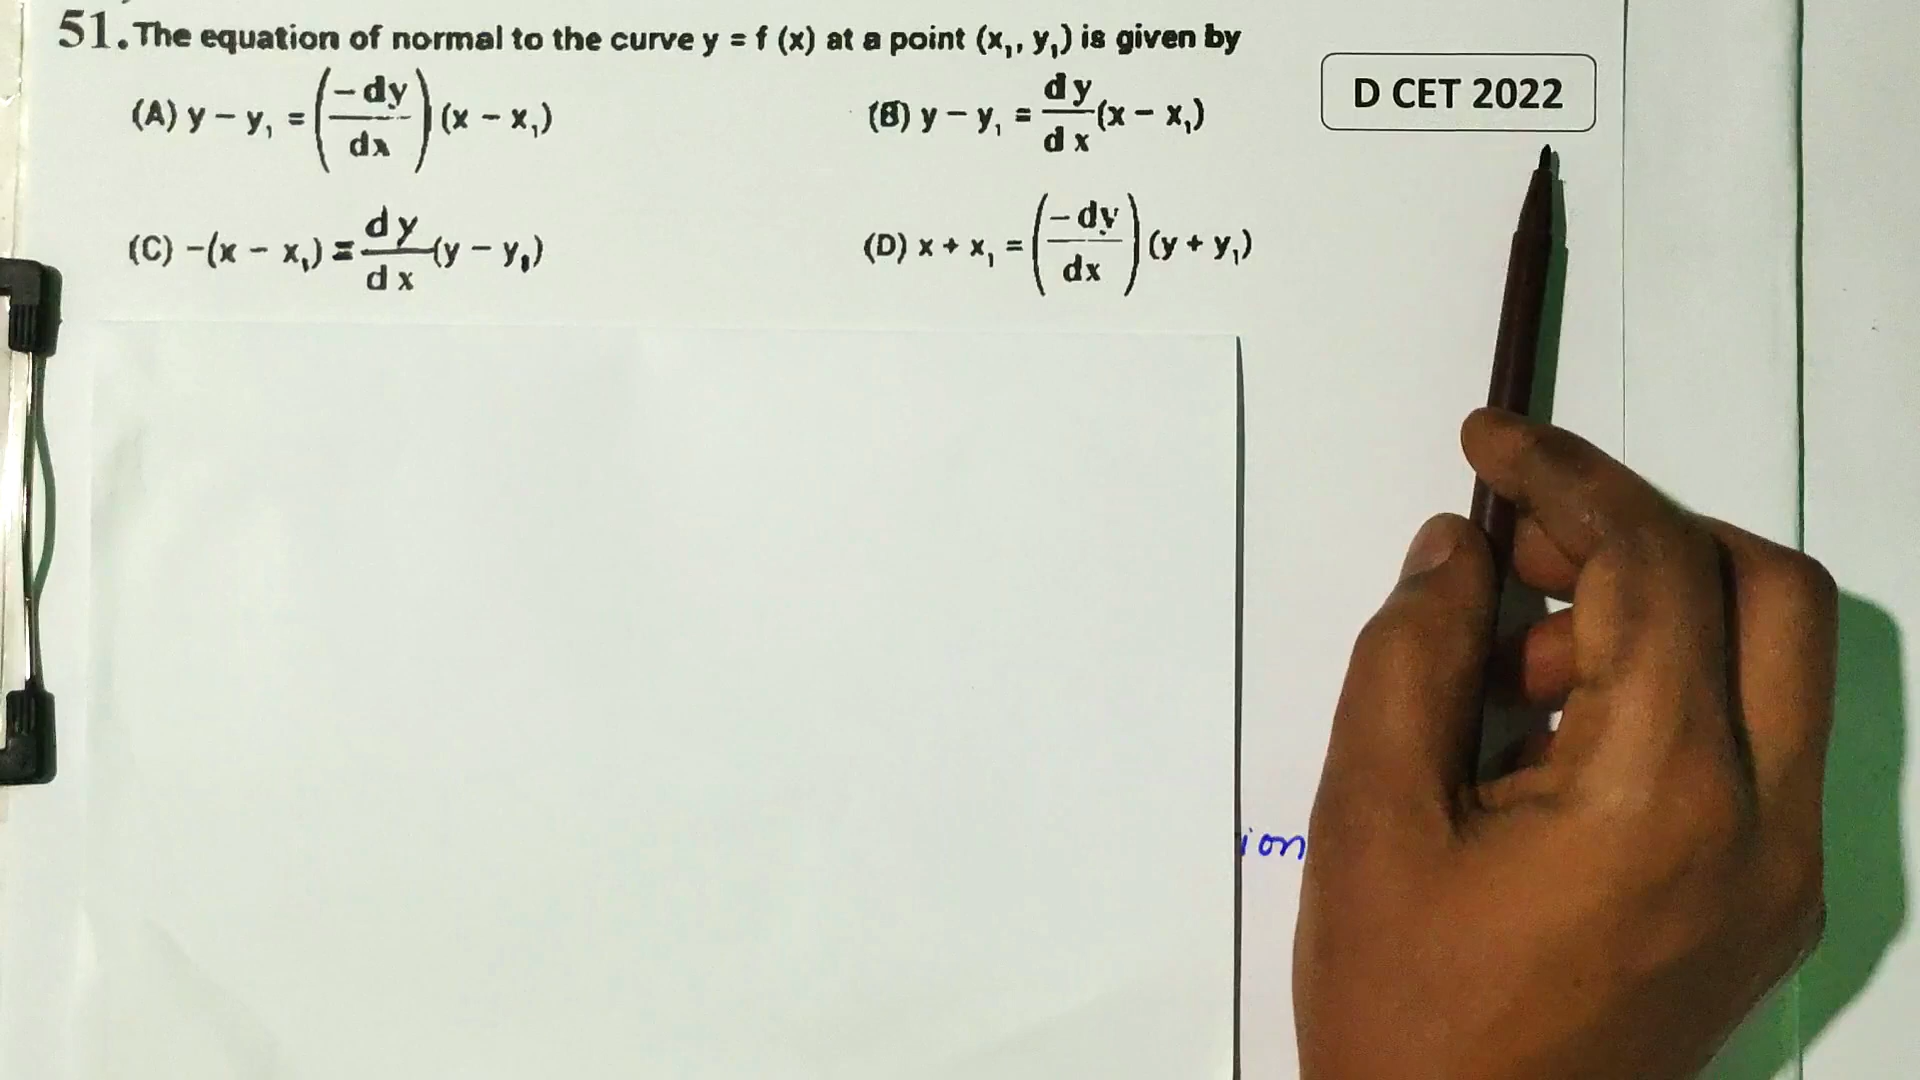 51. The equation of normal to the curve y = f (x) at a point (x₁, y₁) is given by
D CET 2022
(A) y – y₁ = (–dy/dx) (x – x₁)
(B) y – y₁ = dy/dx (x – x₁)
(C) –(x – x₁) = dy/dx (y – y₁)
(D) x + x₁ = (–dy/dx) (y + y₁)
ion